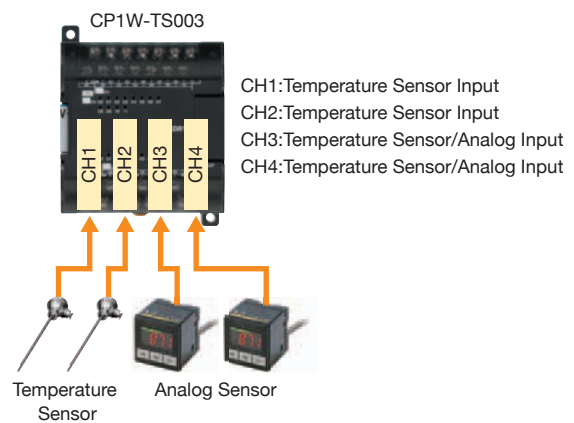 CP1W-TS003
CH1:Temperature Sensor Input
CH2:Temperature Sensor Input
CH3:Temperature Sensor/Analog Input
CH4:Temperature Sensor/Analog Input
CH1
CH2
CH3
CH4
Temperature
Sensor
Analog Sensor